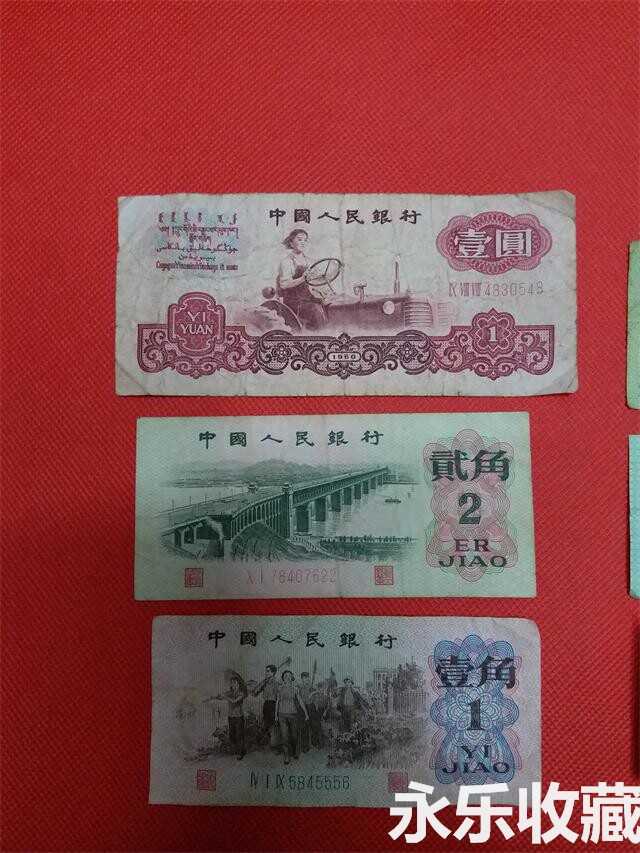 中國人民銀行
壹圓
ⅨⅧⅧ4830548
YI
YUAN
1960
1
中國人民銀行
貳角
2
ER
JIAO
ⅩⅠ78407622
中國人民銀行
壹角
1
YI
JIAO
ⅣⅠⅨ5845556
永乐收藏